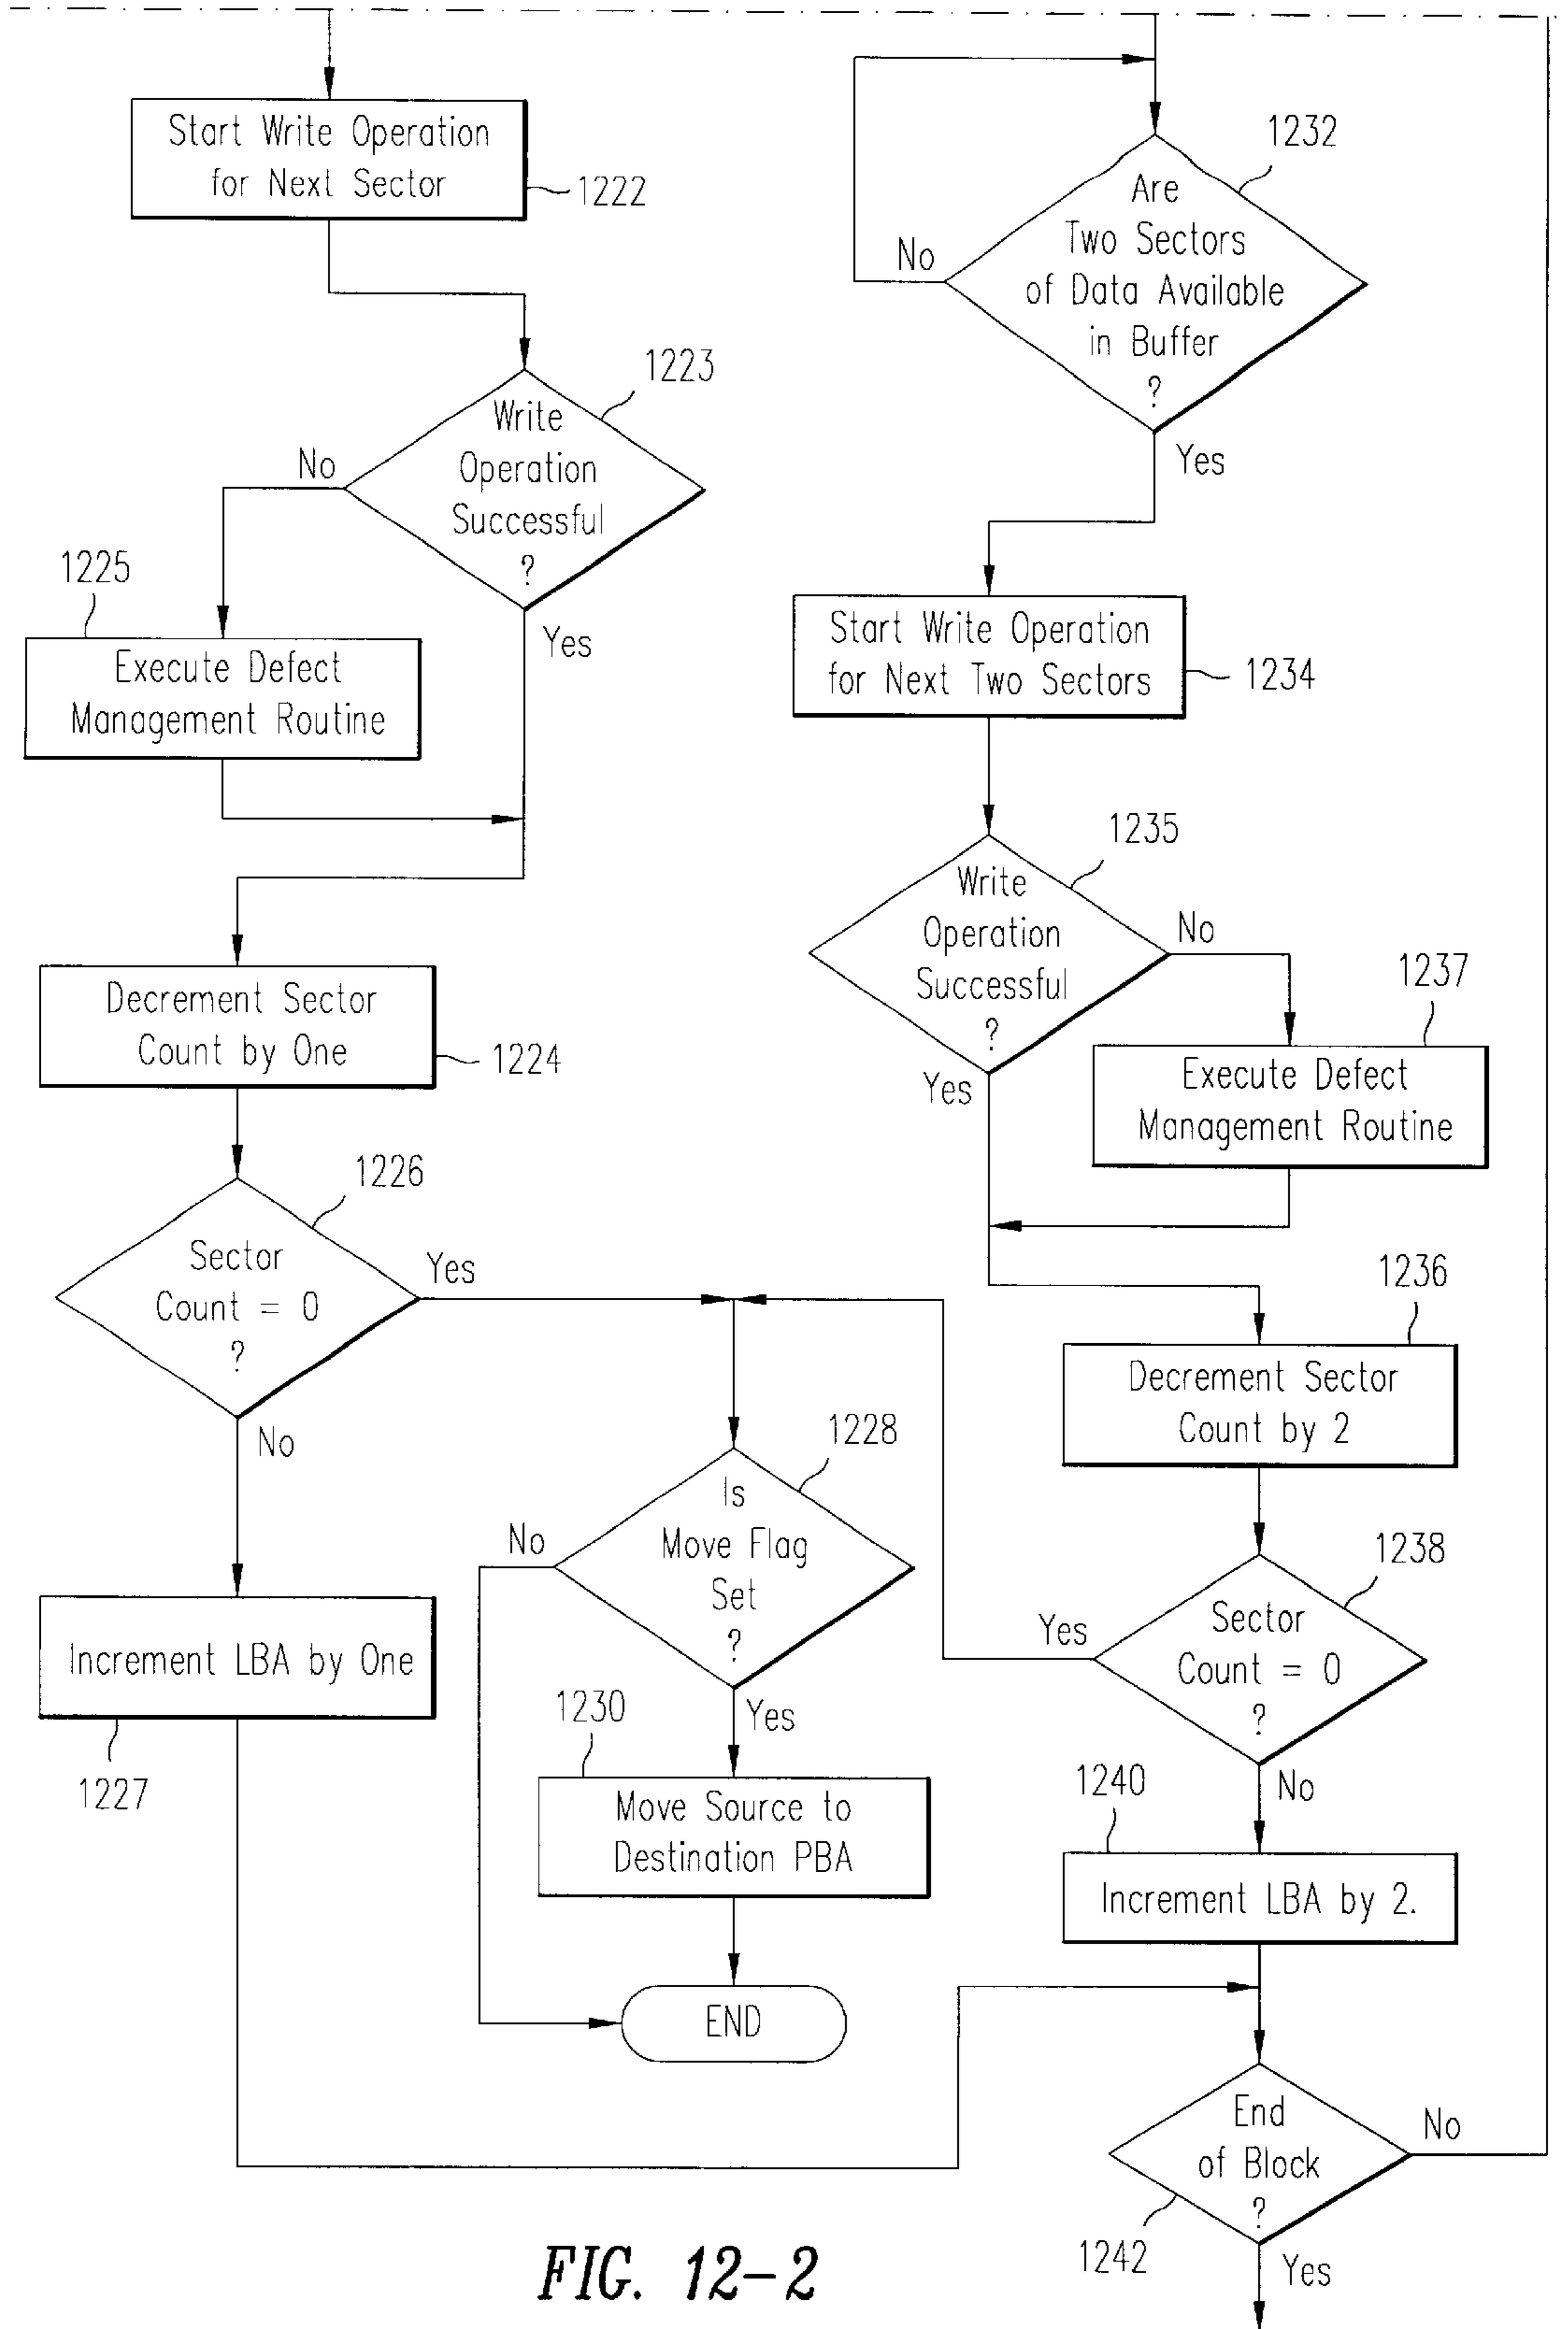 Start Write Operation
for Next Sector
1222
Write
Operation
Successful
?
1223
No
Yes
1225
Execute Defect
Management Routine
Decrement Sector
Count by One
1224
1226
Sector
Count = 0
?
Yes
No
Increment LBA by One
1227
1228
Is
Move Flag
Set
?
No
Yes
1230
Move Source to
Destination PBA
END
1232
Are
Two Sectors
of Data Available
in Buffer
?
No
Yes
Start Write Operation
for Next Two Sectors
1234
1235
Write
Operation
Successful
?
No
Yes
1237
Execute Defect
Management Routine
1236
Decrement Sector
Count by 2
1238
Sector
Count = 0
?
Yes
No
1240
Increment LBA by 2.
End
of Block
?
No
1242
Yes
FIG. 12-2